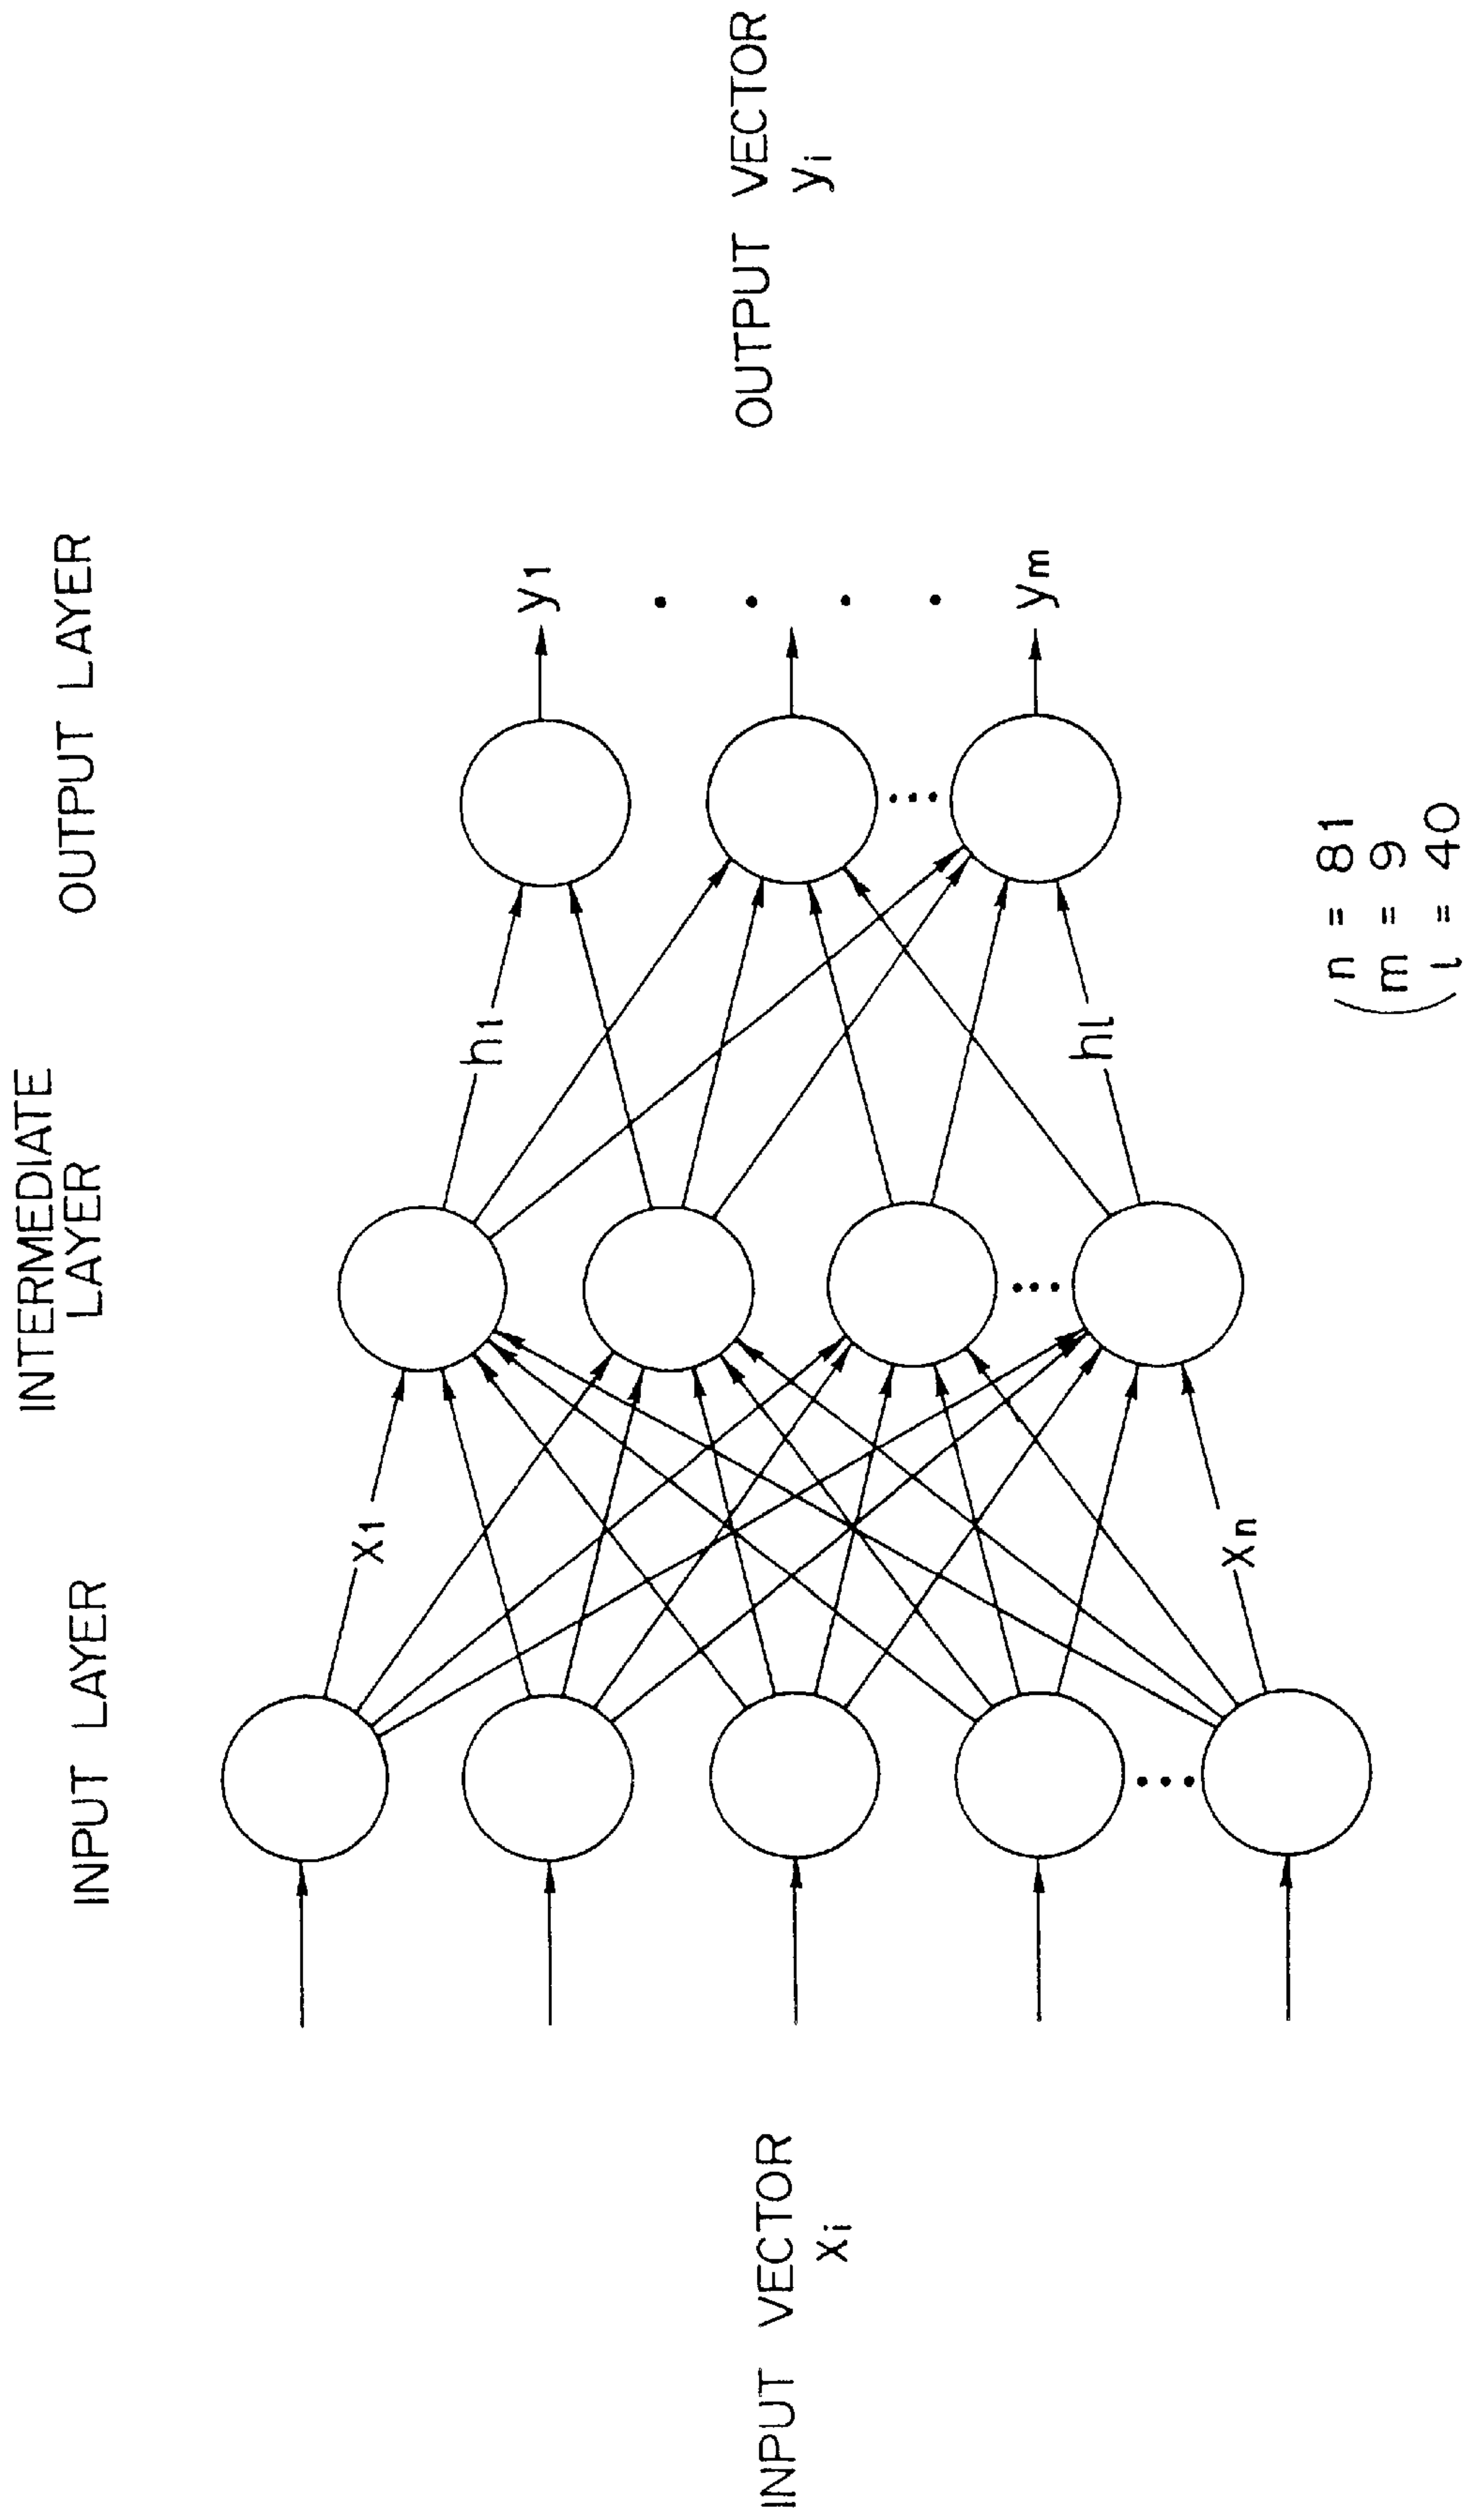 INPUT LAYER
INTERMEDIATE
LAYER
OUTPUT LAYER
INPUT VECTOR
xi
x1
xn
h1
hl
y1
ym
OUTPUT VECTOR
yi
(n = 81
m = 9
l = 40